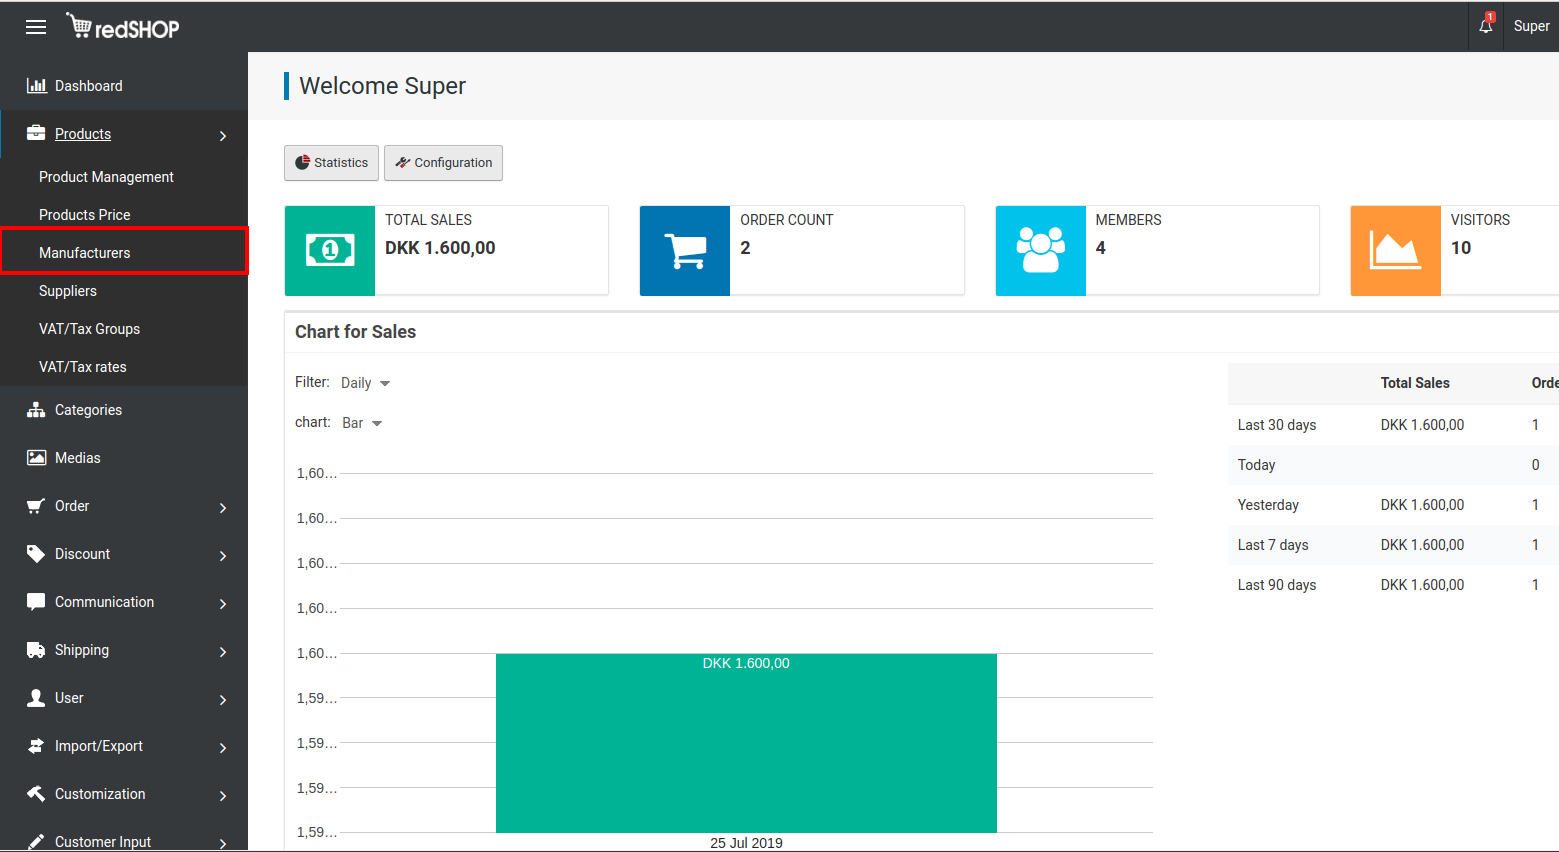 redSHOP
1
Super
Dashboard
Products
Product Management
Products Price
Manufacturers
Suppliers
VAT/Tax Groups
VAT/Tax rates
Categories
Medias
Order
Discount
Communication
Shipping
User
Import/Export
Customization
Customer Input
Welcome Super
Statistics
Configuration
TOTAL SALES
DKK 1.600,00
ORDER COUNT
2
MEMBERS
4
VISITORS
10
Chart for Sales
Filter: Daily
chart: Bar
1,60...
1,60...
1,60...
1,60...
1,60...
1,59...
1,59...
1,59...
1,59...
DKK 1.600,00
25 Jul 2019
Total Sales Orde
Last 30 days DKK 1.600,00 1
Today 0
Yesterday DKK 1.600,00 1
Last 7 days DKK 1.600,00 1
Last 90 days DKK 1.600,00 1